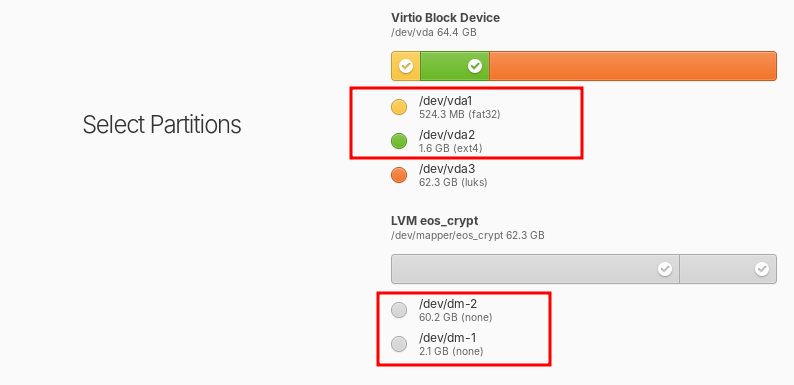 Virtio Block Device
/dev/vda 64.4 GB
Select Partitions
/dev/vda1
524.3 MB (fat32)
/dev/vda2
1.6 GB (ext4)
/dev/vda3
62.3 GB (luks)
LVM eos_crypt
/dev/mapper/eos_crypt 62.3 GB
/dev/dm-2
60.2 GB (none)
/dev/dm-1
2.1 GB (none)